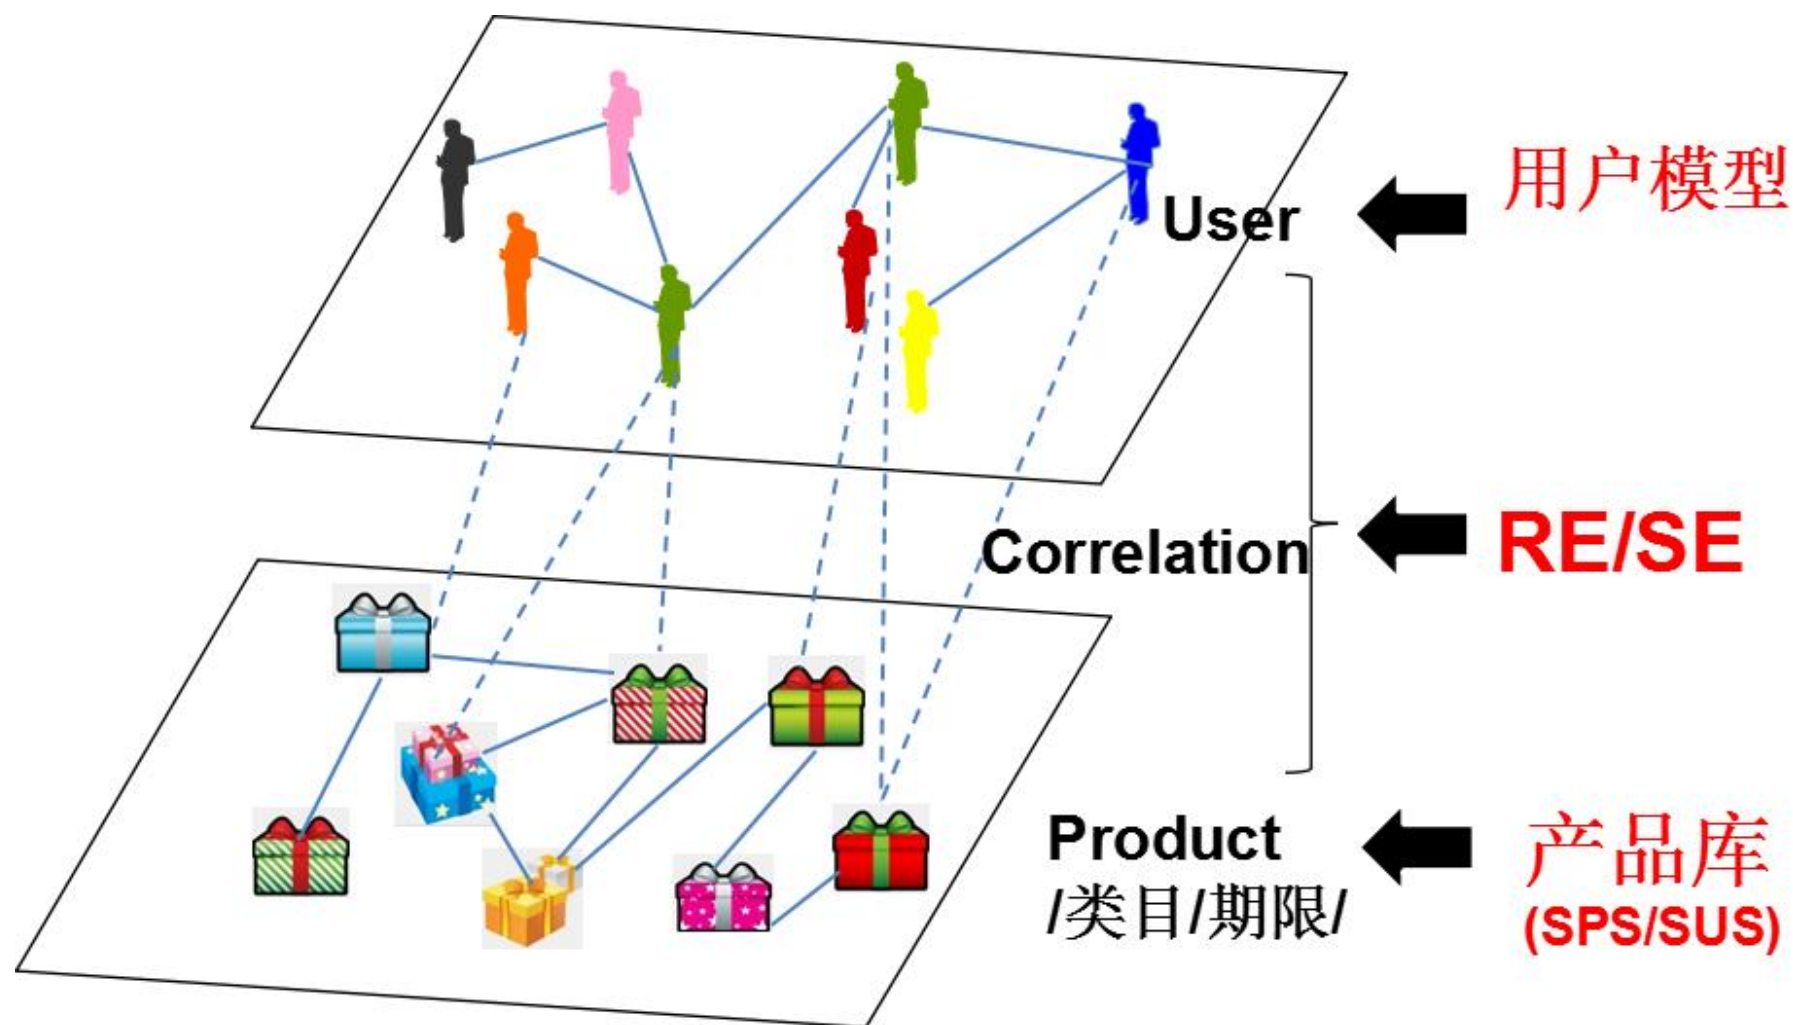 User
用户模型
Correlation
RE/SE
Product
/类目/期限/
产品库
(SPS/SUS)